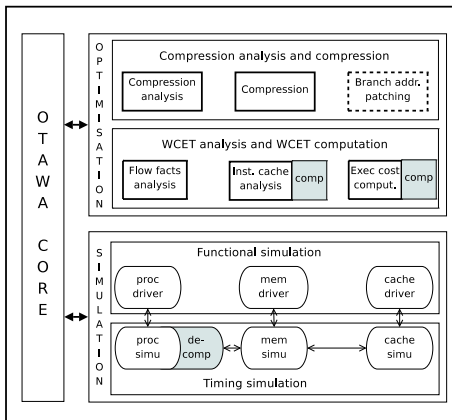 OTAWA CORE
OPTIMISATION
Compression analysis and compression
Compression
analysis
Compression
Branch addr.
patching
WCET analysis and WCET computation
Flow facts
analysis
Inst. cache
analysis
comp
Exec cost
comput.
comp
SIMULATION
Functional simulation
proc
driver
mem
driver
cache
driver
proc
simu
de-
comp
mem
simu
cache
simu
Timing simulation